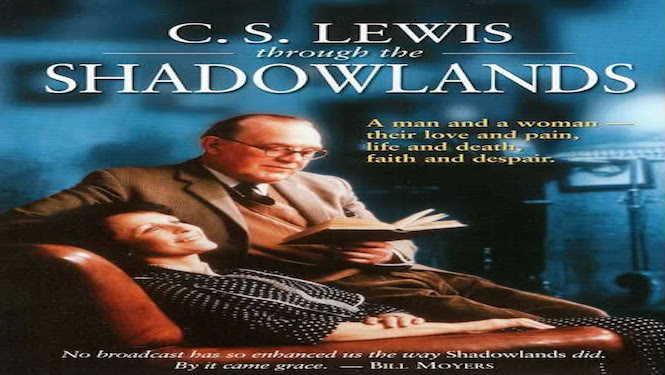 C. S. LEWIS
through the
SHADOWLANDS
A man and a woman —
their love and pain,
life and death,
faith and despair.
No broadcast has so enhanced us the way Shadowlands did.
By it came grace. — BILL MOYERS